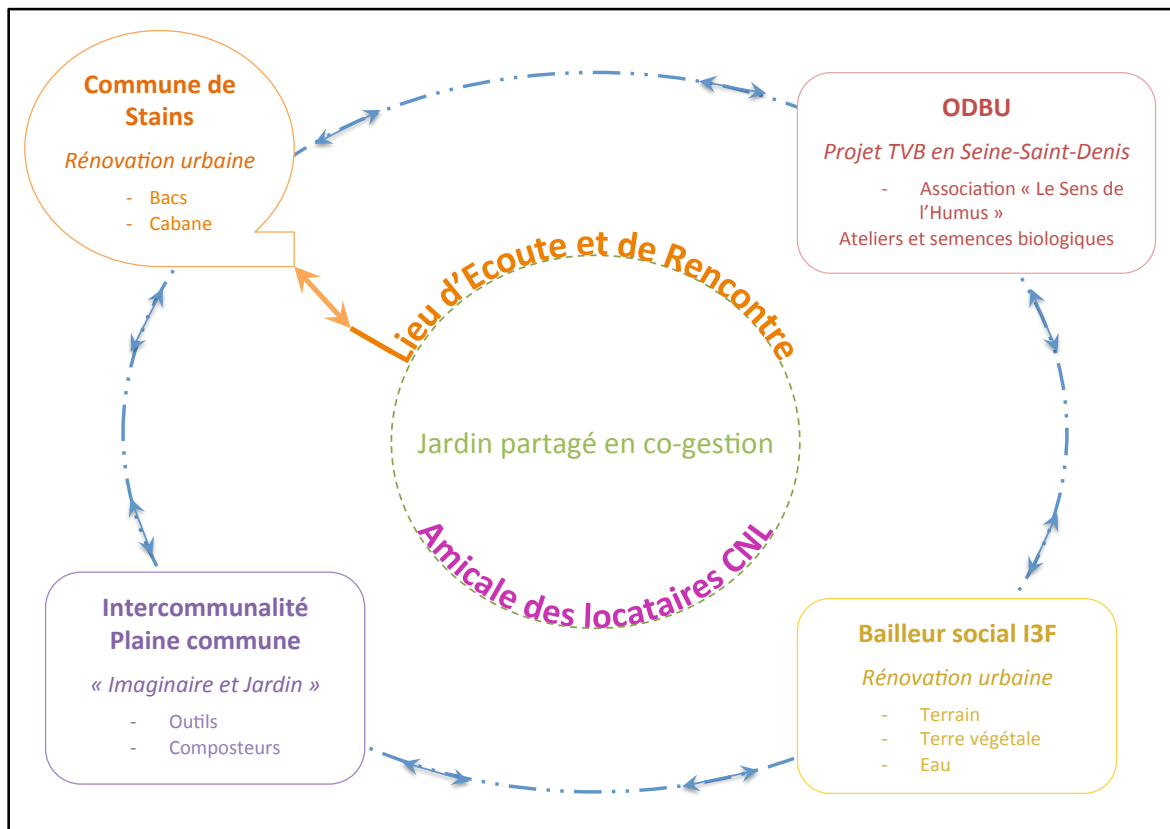 Commune de
Stains
Rénovation urbaine
- Bacs
- Cabane
ODBU
Projet TVB en Seine-Saint-Denis
- Association « Le Sens de
l’Humus »
Ateliers et semences biologiques
Lieu d’Ecoute et de Rencontre
Jardin partagé en co-gestion
Amicale des locataires CNL
Intercommunalité
Plaine commune
« Imaginaire et Jardin »
- Outils
- Composteurs
Bailleur social I3F
Rénovation urbaine
- Terrain
- Terre végétale
- Eau